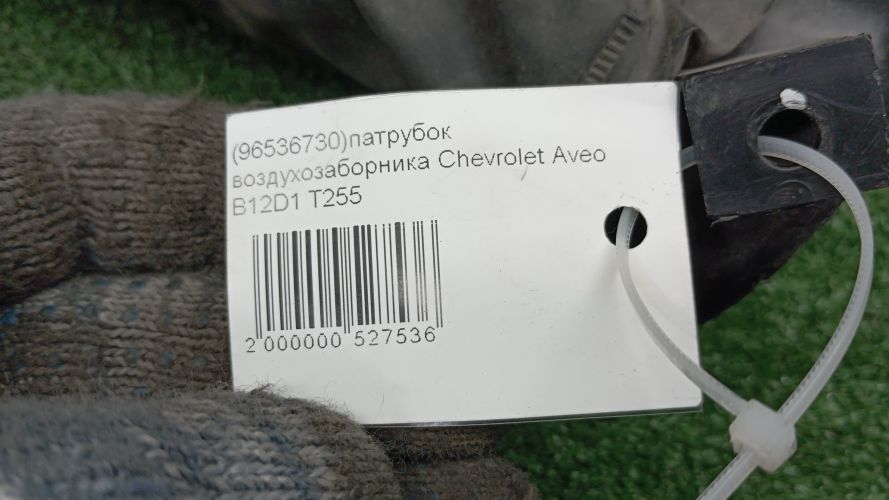 (96536730)патрубок
воздухозаборника Chevrolet Aveo
B12D1 T255
2 000000 527536